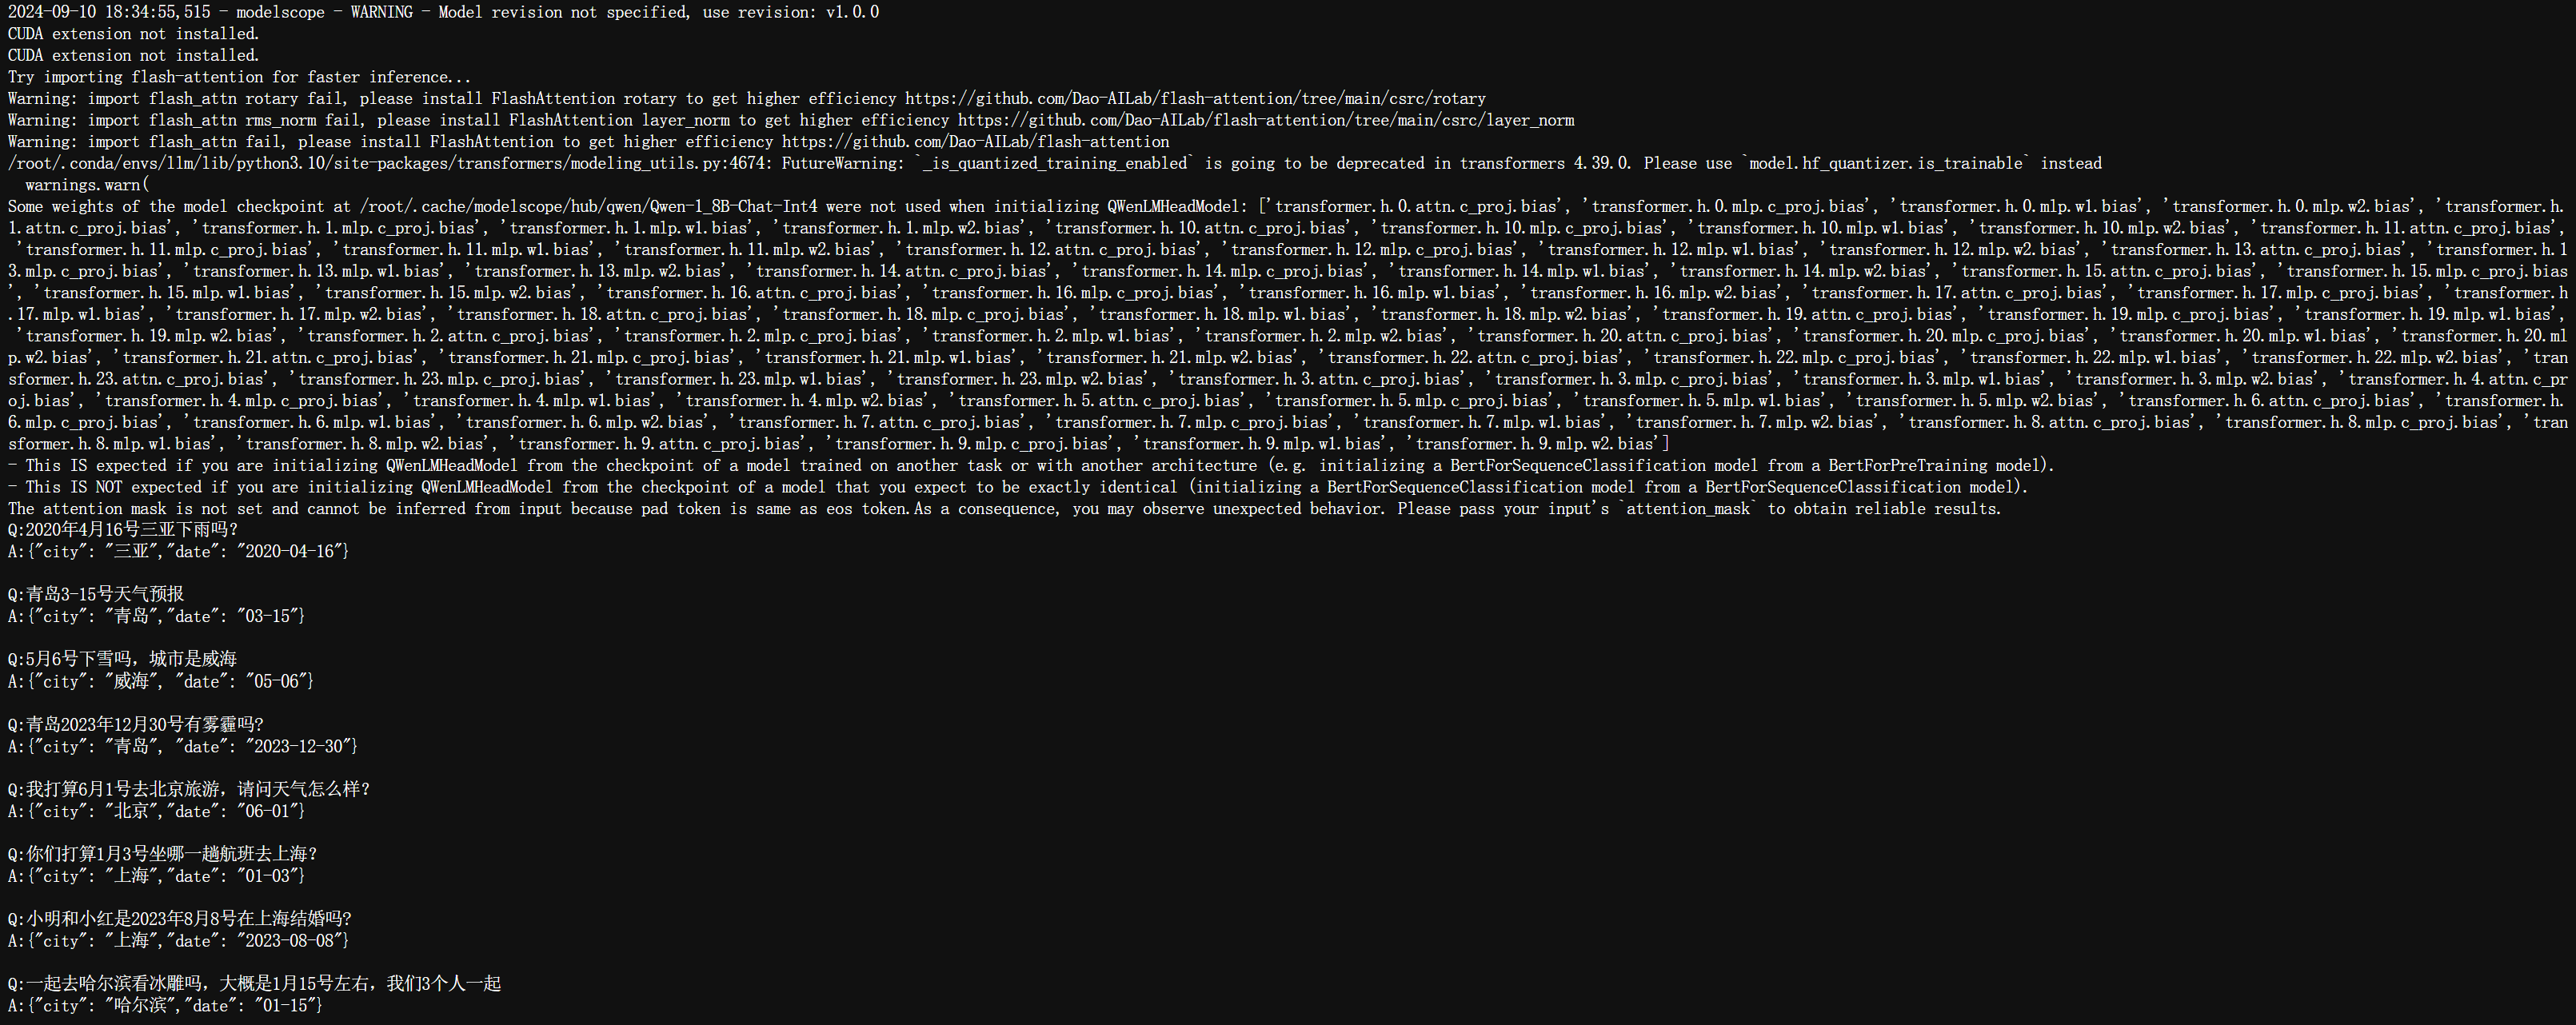 2024-09-10 18:34:55,515 - modelscope - WARNING - Model revision not specified, use revision: v1.0.0
CUDA extension not installed.
CUDA extension not installed.
Try importing flash-attention for faster inference...
Warning: import flash_attn rotary fail, please install FlashAttention rotary to get higher efficiency https://github.com/Dao-AILab/flash-attention/tree/main/csrc/rotary
Warning: import flash_attn rms_norm fail, please install FlashAttention layer_norm to get higher efficiency https://github.com/Dao-AILab/flash-attention/tree/main/csrc/layer_norm
Warning: import flash_attn fail, please install FlashAttention to get higher efficiency https://github.com/Dao-AILab/flash-attention
/root/.conda/envs/llm/lib/python3.10/site-packages/transformers/modeling_utils.py:4674: FutureWarning: `_is_quantized_training_enabled` is going to be deprecated in transformers 4.39.0. Please use `model.hf_quantizer.is_trainable` instead
  warnings.warn(
Some weights of the model checkpoint at /root/.cache/modelscope/hub/qwen/Qwen-1_8B-Chat-Int4 were not used when initializing QWenLMHeadModel: ['transformer.h.0.attn.c_proj.bias', 'transformer.h.0.mlp.c_proj.bias', 'transformer.h.0.mlp.w1.bias', 'transformer.h.0.mlp.w2.bias', 'transformer.h.
1.attn.c_proj.bias', 'transformer.h.1.mlp.c_proj.bias', 'transformer.h.1.mlp.w1.bias', 'transformer.h.1.mlp.w2.bias', 'transformer.h.10.attn.c_proj.bias', 'transformer.h.10.mlp.c_proj.bias', 'transformer.h.10.mlp.w1.bias', 'transformer.h.10.mlp.w2.bias', 'transformer.h.11.attn.c_proj.bias',
 'transformer.h.11.mlp.c_proj.bias', 'transformer.h.11.mlp.w1.bias', 'transformer.h.11.mlp.w2.bias', 'transformer.h.12.attn.c_proj.bias', 'transformer.h.12.mlp.c_proj.bias', 'transformer.h.12.mlp.w1.bias', 'transformer.h.12.mlp.w2.bias', 'transformer.h.13.attn.c_proj.bias', 'transformer.h.1
3.mlp.c_proj.bias', 'transformer.h.13.mlp.w1.bias', 'transformer.h.13.mlp.w2.bias', 'transformer.h.14.attn.c_proj.bias', 'transformer.h.14.mlp.c_proj.bias', 'transformer.h.14.mlp.w1.bias', 'transformer.h.14.mlp.w2.bias', 'transformer.h.15.attn.c_proj.bias', 'transformer.h.15.mlp.c_proj.bias
', 'transformer.h.15.mlp.w1.bias', 'transformer.h.15.mlp.w2.bias', 'transformer.h.16.attn.c_proj.bias', 'transformer.h.16.mlp.c_proj.bias', 'transformer.h.16.mlp.w1.bias', 'transformer.h.16.mlp.w2.bias', 'transformer.h.17.attn.c_proj.bias', 'transformer.h.17.mlp.c_proj.bias', 'transformer.h
.17.mlp.w1.bias', 'transformer.h.17.mlp.w2.bias', 'transformer.h.18.attn.c_proj.bias', 'transformer.h.18.mlp.c_proj.bias', 'transformer.h.18.mlp.w1.bias', 'transformer.h.18.mlp.w2.bias', 'transformer.h.19.attn.c_proj.bias', 'transformer.h.19.mlp.c_proj.bias', 'transformer.h.19.mlp.w1.bias',
 'transformer.h.19.mlp.w2.bias', 'transformer.h.2.attn.c_proj.bias', 'transformer.h.2.mlp.c_proj.bias', 'transformer.h.2.mlp.w1.bias', 'transformer.h.2.mlp.w2.bias', 'transformer.h.20.attn.c_proj.bias', 'transformer.h.20.mlp.c_proj.bias', 'transformer.h.20.mlp.w1.bias', 'transformer.h.20.ml
p.w2.bias', 'transformer.h.21.attn.c_proj.bias', 'transformer.h.21.mlp.c_proj.bias', 'transformer.h.21.mlp.w1.bias', 'transformer.h.21.mlp.w2.bias', 'transformer.h.22.attn.c_proj.bias', 'transformer.h.22.mlp.c_proj.bias', 'transformer.h.22.mlp.w1.bias', 'transformer.h.22.mlp.w2.bias', 'tran
sformer.h.23.attn.c_proj.bias', 'transformer.h.23.mlp.c_proj.bias', 'transformer.h.23.mlp.w1.bias', 'transformer.h.23.mlp.w2.bias', 'transformer.h.3.attn.c_proj.bias', 'transformer.h.3.mlp.c_proj.bias', 'transformer.h.3.mlp.w1.bias', 'transformer.h.3.mlp.w2.bias', 'transformer.h.4.attn.c_pr
oj.bias', 'transformer.h.4.mlp.c_proj.bias', 'transformer.h.4.mlp.w1.bias', 'transformer.h.4.mlp.w2.bias', 'transformer.h.5.attn.c_proj.bias', 'transformer.h.5.mlp.c_proj.bias', 'transformer.h.5.mlp.w1.bias', 'transformer.h.5.mlp.w2.bias', 'transformer.h.6.attn.c_proj.bias', 'transformer.h.
6.mlp.c_proj.bias', 'transformer.h.6.mlp.w1.bias', 'transformer.h.6.mlp.w2.bias', 'transformer.h.7.attn.c_proj.bias', 'transformer.h.7.mlp.c_proj.bias', 'transformer.h.7.mlp.w1.bias', 'transformer.h.7.mlp.w2.bias', 'transformer.h.8.attn.c_proj.bias', 'transformer.h.8.mlp.c_proj.bias', 'tran
sformer.h.8.mlp.w1.bias', 'transformer.h.8.mlp.w2.bias', 'transformer.h.9.attn.c_proj.bias', 'transformer.h.9.mlp.c_proj.bias', 'transformer.h.9.mlp.w1.bias', 'transformer.h.9.mlp.w2.bias']
- This IS expected if you are initializing QWenLMHeadModel from the checkpoint of a model trained on another task or with another architecture (e.g. initializing a BertForSequenceClassification model from a BertForPreTraining model).
- This IS NOT expected if you are initializing QWenLMHeadModel from the checkpoint of a model that you expect to be exactly identical (initializing a BertForSequenceClassification model from a BertForSequenceClassification model).
The attention mask is not set and cannot be inferred from input because pad token is same as eos token.As a consequence, you may observe unexpected behavior. Please pass your input's `attention_mask` to obtain reliable results.
Q:2020年4月16号三亚下雨吗？
A:{"city": "三亚","date": "2020-04-16"}

Q:青岛3-15号天气预报
A:{"city": "青岛","date": "03-15"}

Q:5月6号下雪吗，城市是威海
A:{"city": "威海", "date": "05-06"}

Q:青岛2023年12月30号有雾霾吗?
A:{"city": "青岛", "date": "2023-12-30"}

Q:我打算6月1号去北京旅游，请问天气怎么样？
A:{"city": "北京","date": "06-01"}

Q:你们打算1月3号坐哪一趟航班去上海？
A:{"city": "上海","date": "01-03"}

Q:小明和小红是2023年8月8号在上海结婚吗?
A:{"city": "上海","date": "2023-08-08"}

Q:一起去哈尔滨看冰雕吗，大概是1月15号左右，我们3个人一起
A:{"city": "哈尔滨","date": "01-15"}